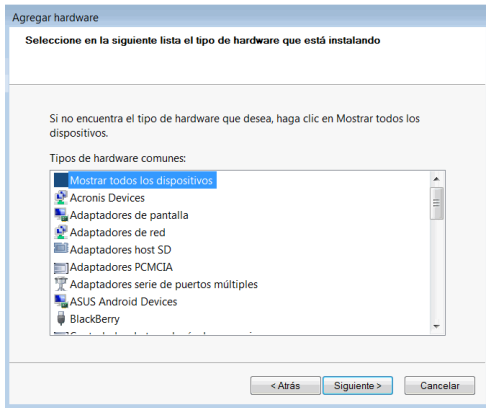 Agregar hardware
Seleccione en la siguiente lista el tipo de hardware que está instalando
Si no encuentra el tipo de hardware que desea, haga clic en Mostrar todos los
dispositivos.
Tipos de hardware comunes:
Mostrar todos los dispositivos
Acronis Devices
Adaptadores de pantalla
Adaptadores de red
Adaptadores host SD
Adaptadores PCMCIA
Adaptadores serie de puertos múltiples
ASUS Android Devices
BlackBerry
< Atrás Siguiente > Cancelar